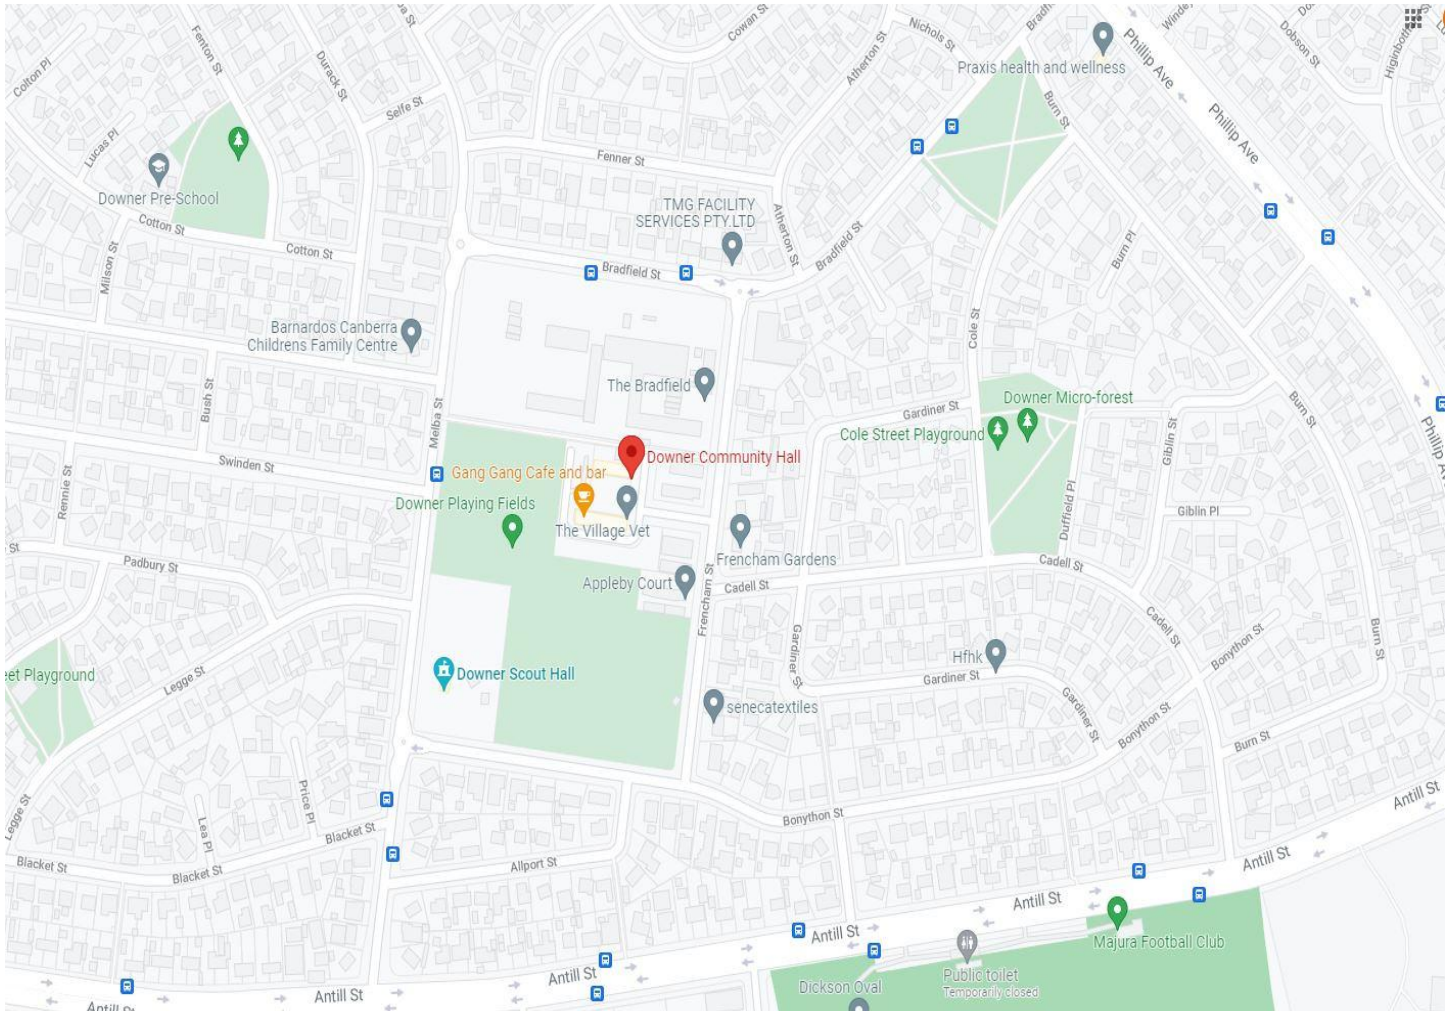 Fenton St
Durack St
Cowan St
Nichols St
Atherton St
Phillip Ave
Dobson St
Colton Pl
Praxis health and wellness
Selfe St
Burn St
Phillip Ave
Lucas Pl
Fenner St
Downer Pre-School
TMG FACILITY
SERVICES PTY.LTD
Atherton St
Cotton St
Cotton St
Bradfield St
Burn Pl
Milson St
Bradfield St
Barnardos Canberra
Childrens Family Centre
Cole St
The Bradfield
Bush St
Melba St
Gardiner St
Downer Micro-forest
Burn St
Cole Street Playground
Giblin St
Phillip
Swinden St
Downer Community Hall
Gang Gang Cafe and bar
Rennie St
Downer Playing Fields
Duffield Pl
Giblin Pl
The Village Vet
St
Padbury St
Frencham Gardens
Cadell St
Appleby Court
Cadell St
Frencham St
Cadell St
Gardiner St
Bonython St
Burn St
Hfhk
eet Playground
Legge St
Downer Scout Hall
Gardiner St
senecatextiles
Gardiner St
Bonython St
Burn St
Price Pl
Legge St
Lea Pl
Blacket St
Bonython St
Antill St
Blacket St
Blacket St
Allport St
Antill St
Antill St
Antill St
Majura Football Club
Antill St
Public toilet
Temporarily closed
Dickson Oval
Antill St
Antill St